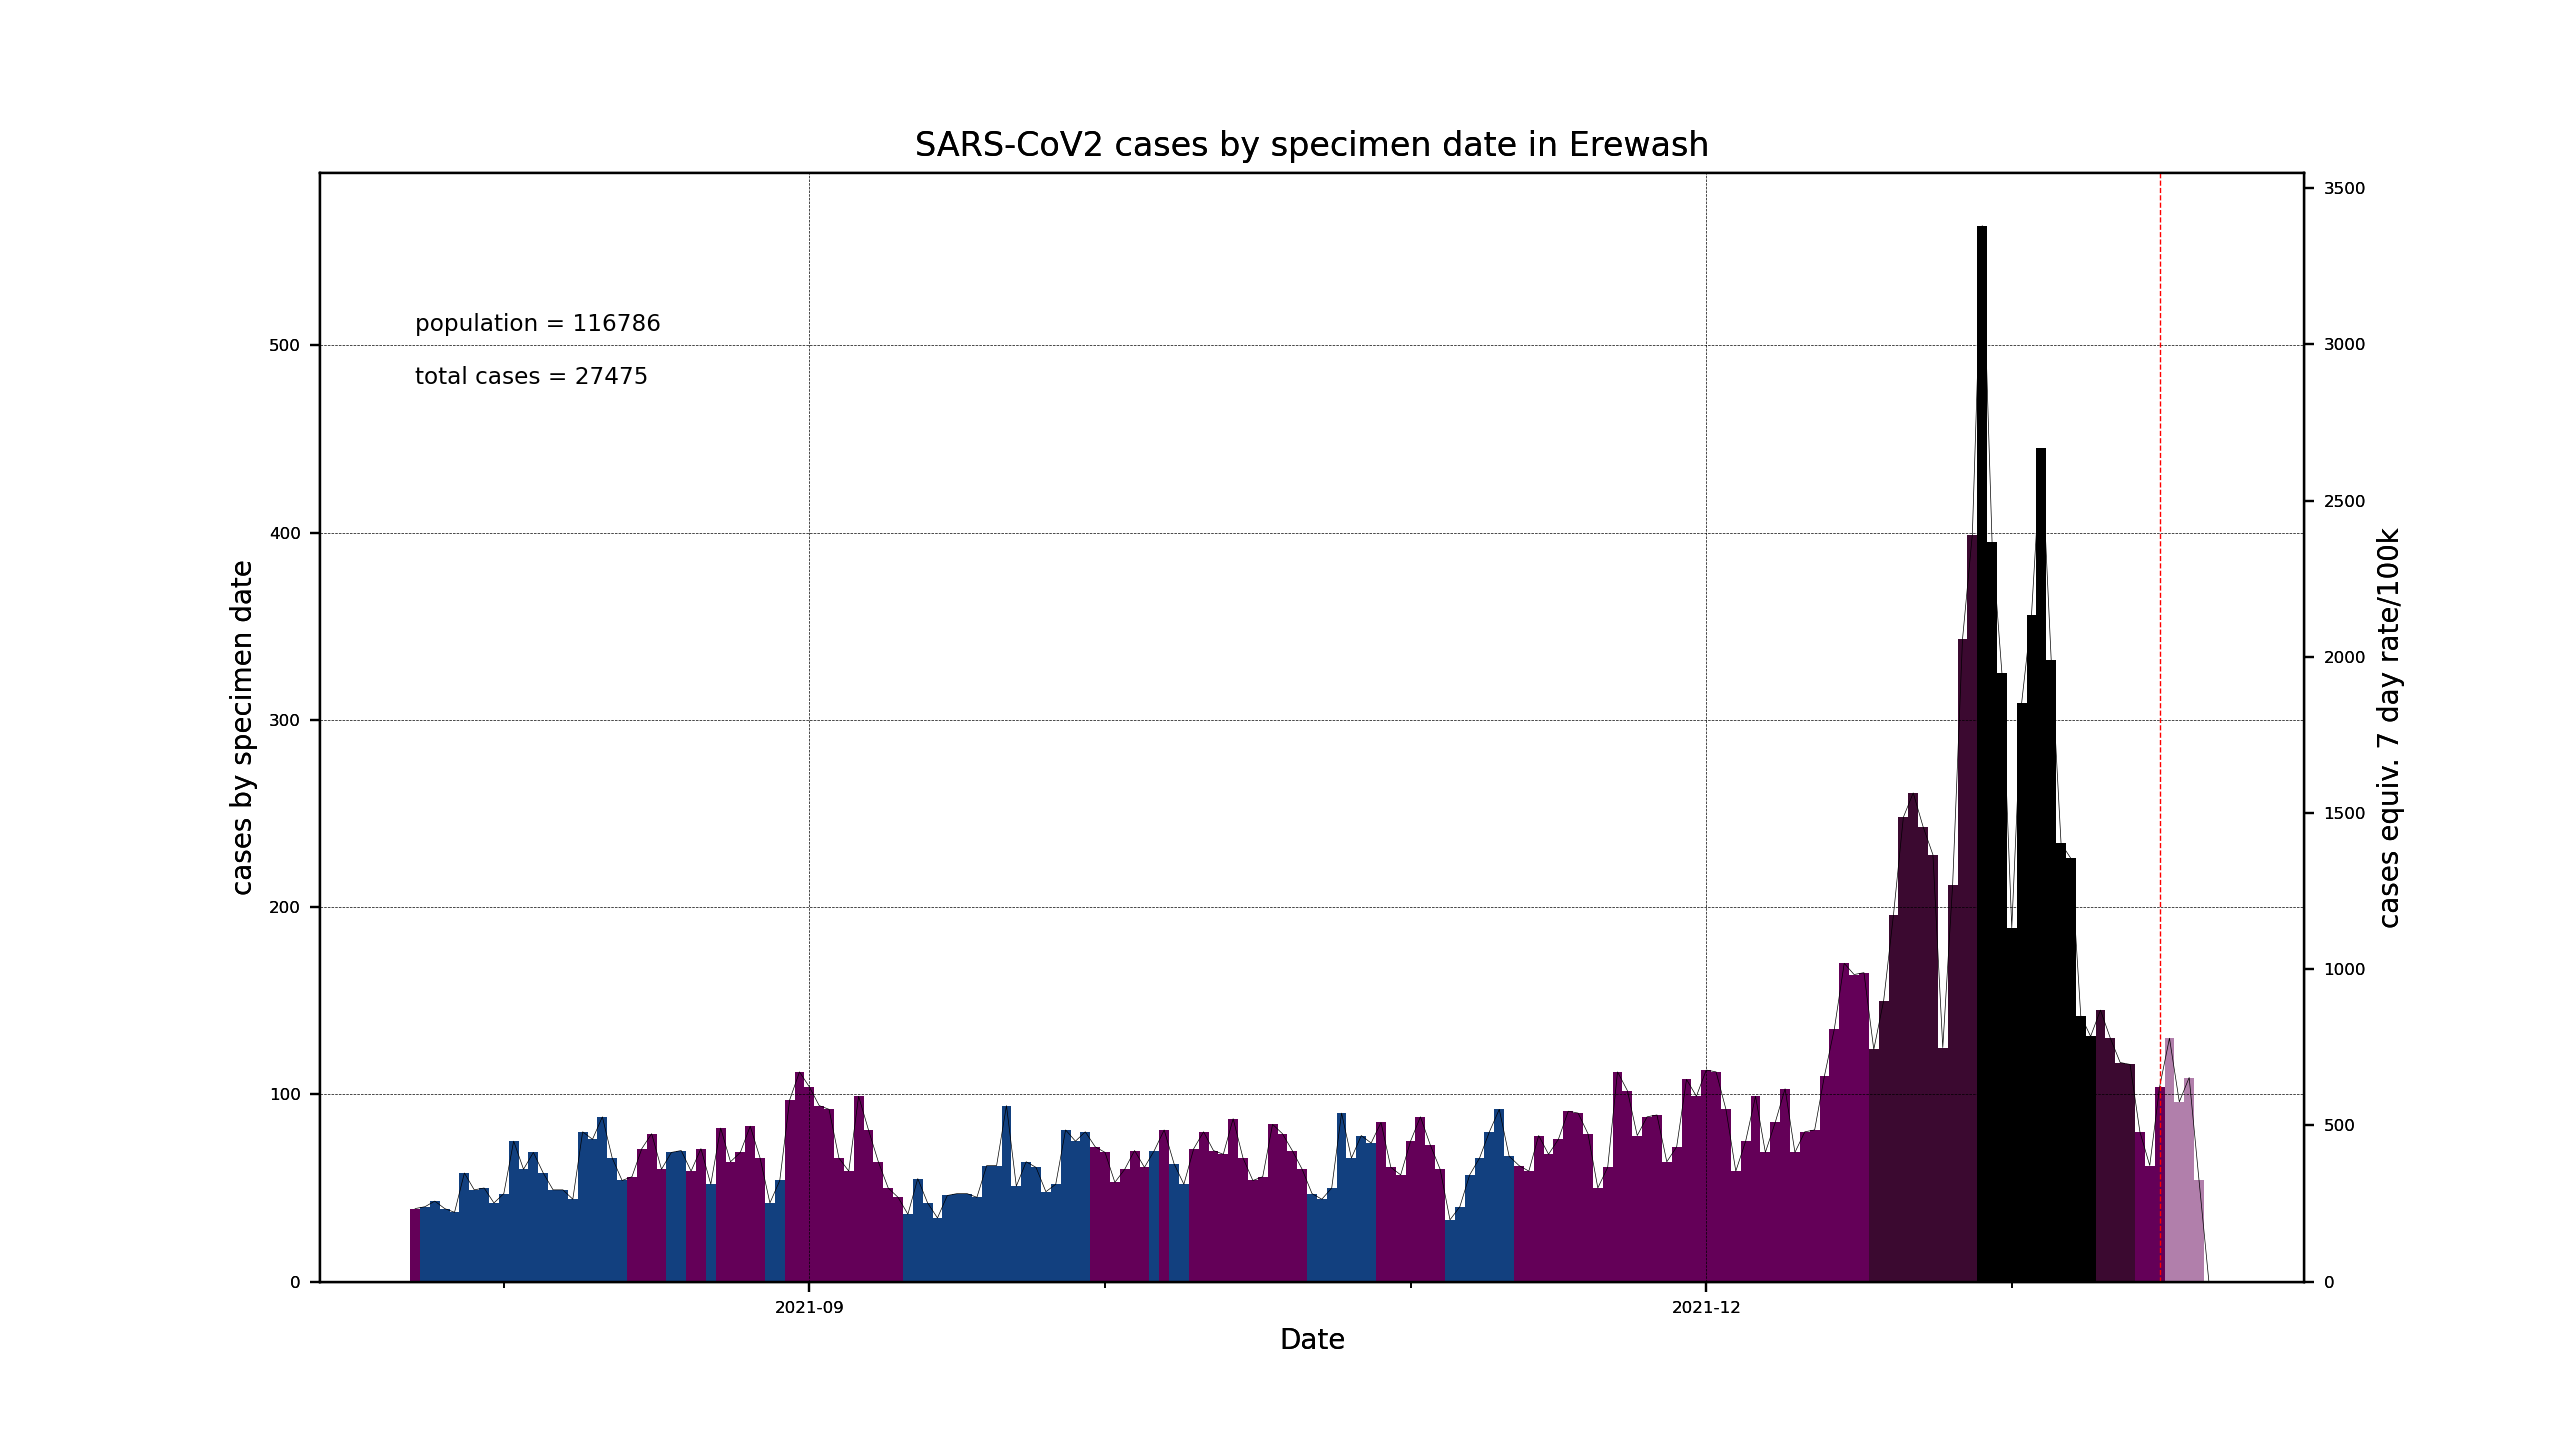 SARS-CoV2 cases by specimen date in Erewash
population = 116786
total cases = 27475
cases by specimen date
500
400
300
200
100
0
3500
3000
2500
2000
1500
1000
500
0
cases equiv. 7 day rate/100k
2021-09
2021-12
Date